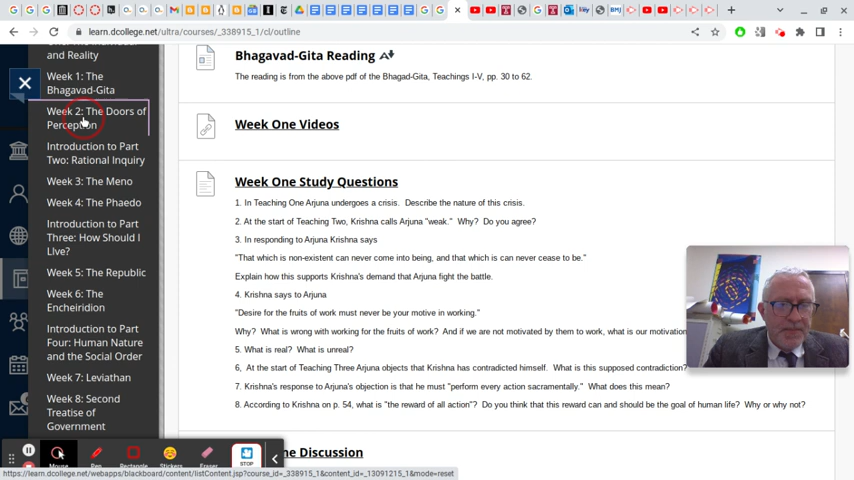 learn.dcollege.net/ultra/courses/_338915_1/cl/outline
and Reality
Week 1: The
Bhagavad-Gita
Week 2: The Doors of
Perception
Introduction to Part
Two: Rational Inquiry
Week 3: The Meno
Week 4: The Phaedo
Introduction to Part
Three: How Should I
LIve?
Week 5: The Republic
Week 6: The
Encheiridion
Introduction to Part
Four: Human Nature
and the Social Order
Week 7: Leviathan
Week 8: Second
Treatise of
Government
Bhagavad-Gita Reading
The reading is from the above pdf of the Bhagad-Gita, Teachings I-V, pp. 30 to 62.
Week One Videos
Week One Study Questions
1. In Teaching One Arjuna undergoes a crisis. Describe the nature of this crisis.
2. At the start of Teaching Two, Krishna calls Arjuna "weak." Why? Do you agree?
3. In responding to Arjuna Krishna says
"That which is non-existent can never come into being, and that which is can never cease to be."
Explain how this supports Krishna's demand that Arjuna fight the battle.
4. Krishna says to Arjuna
"Desire for the fruits of work must never be your motive in working."
Why? What is wrong with working for the fruits of work? And if we are not motivated by them to work, what is our motivation
5. What is real? What is unreal?
6, At the start of Teaching Three Arjuna objects that Krishna has contradicted himself. What is this supposed contradiction?
7. Krishna's response to Arjuna's objection is that he must "perform every action sacramentally." What does this mean?
8. According to Krishna on p. 54, what is "the reward of all action"? Do you think that this reward can and should be the goal of human life? Why or why not?
ne Discussion
Mouse
Pen
Rectangle
Stickers
Eraser
STOP
https://learn.dcollege.net/webapps/blackboard/content/listContent.jsp?course_id=_338915_1&content_id=_13091215_1&mode=reset